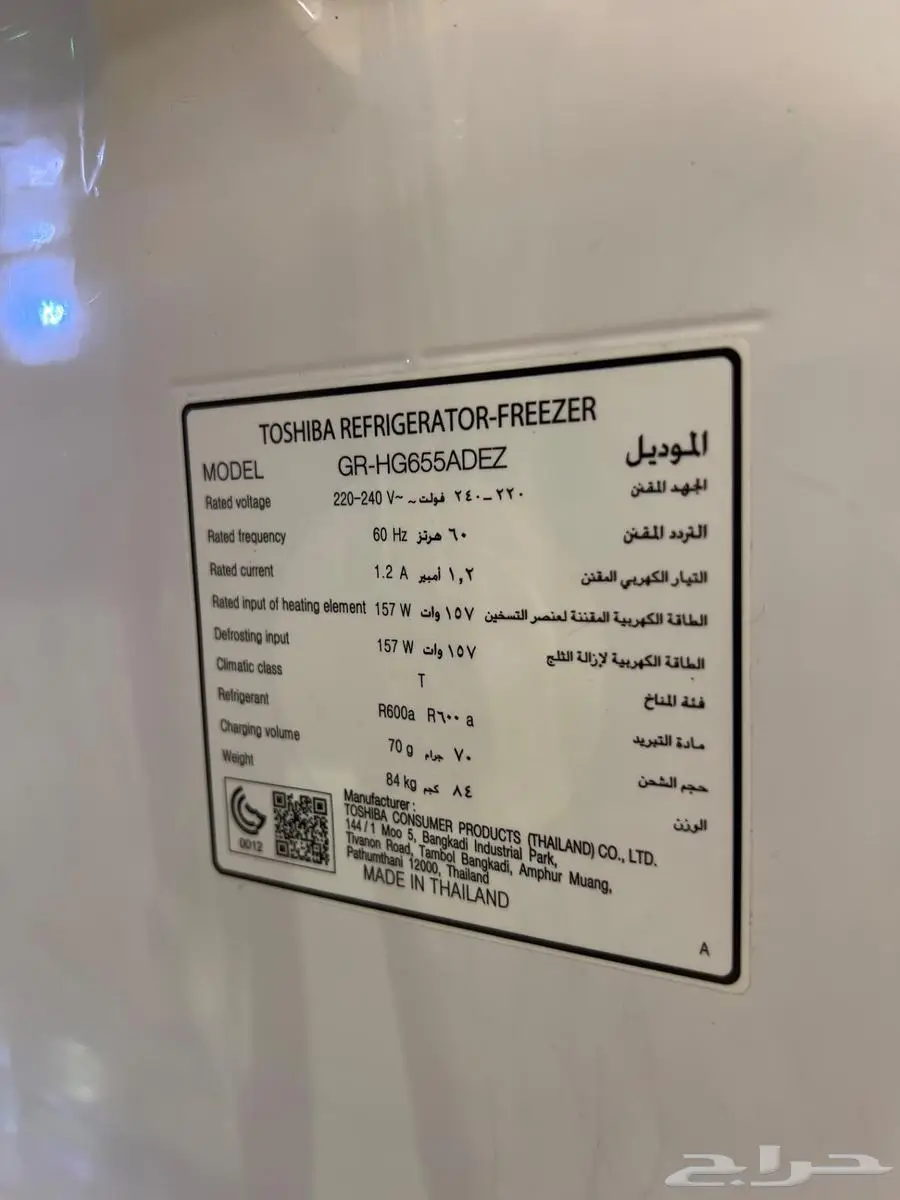 TOSHIBA REFRIGERATOR-FREEZER
MODEL GR-HG655ADEZ الموديل
Rated voltage 220-240 V~ ٢٢٠-٢٤٠ فولت~ الجهد المقنن
Rated frequency 60 Hz ٦٠ هرتز التردد المقنن
Rated current 1.2 A ١,٢ أمبير التيار الكهربي المقنن
Rated input of heating element 157 W ١٥٧ وات الطاقة الكهربية المقننة لعنصر التسخين
Defrosting input 157 W ١٥٧ وات الطاقة الكهربية لإزالة الثلج
Climatic class T فئة المناخ
Refrigerant R600a R٦٠٠ a مادة التبريد
Charging volume 70 g ٧٠ جرام حجم الشحن
Weight 84 kg ٨٤ كجم الوزن
0012
Manufacturer :
TOSHIBA CONSUMER PRODUCTS (THAILAND) CO., LTD.
144/1 Moo 5, Bangkadi Industrial Park,
Tivanon Road, Tambol Bangkadi, Amphur Muang,
Pathumthani 12000, Thailand
MADE IN THAILAND
A
حراج